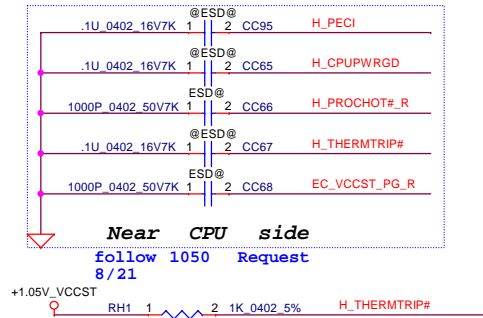 @ESD@
.1U_0402_16V7K 1 2 CC95 H_PECI
@ESD@
.1U_0402_16V7K 1 2 CC65 H_CPUPWRGD
ESD@
1000P_0402_50V7K 1 2 CC66 H_PROCHOT#_R
@ESD@
.1U_0402_16V7K 1 2 CC67 H_THERMTRIP#
ESD@
1000P_0402_50V7K 1 2 CC68 EC_VCCST_PG_R
Near CPU side
follow 1050 Request
8/21
+1.05V_VCCST
RH1 1 2 1K_0402_5% H_THERMTRIP#